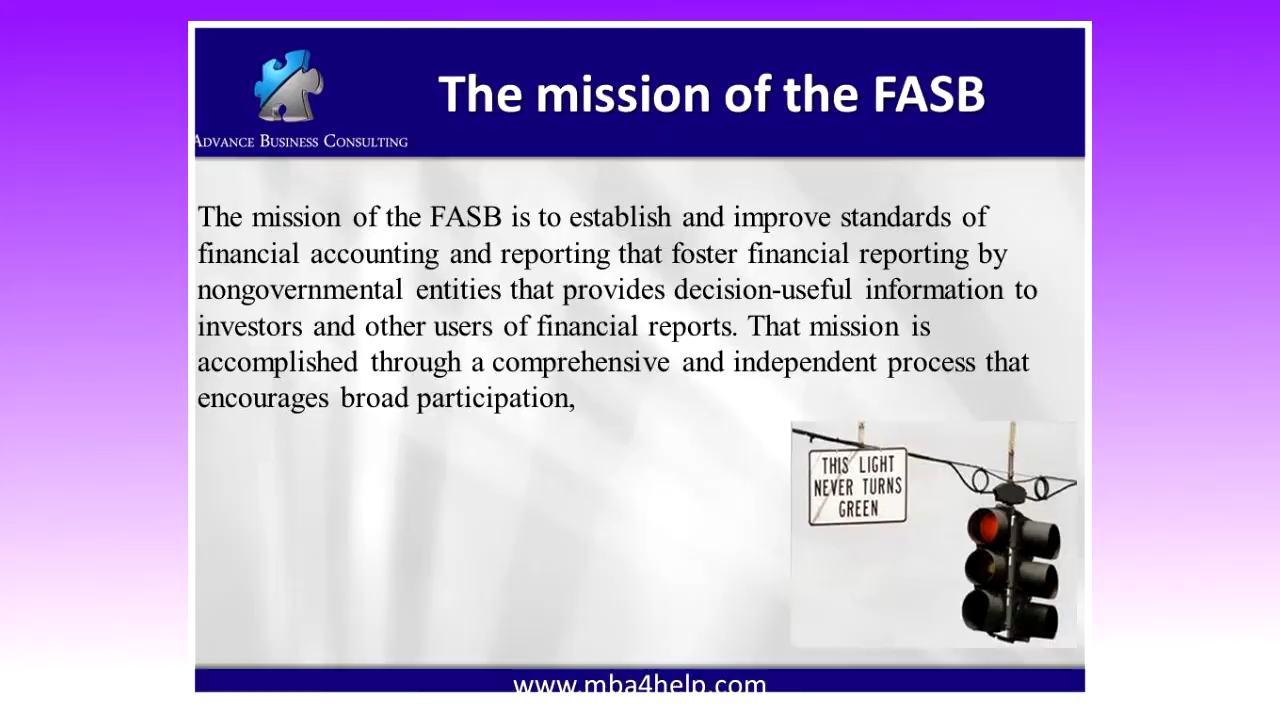 The mission of the FASB
ADVANCE BUSINESS CONSULTING
The mission of the FASB is to establish and improve standards of
financial accounting and reporting that foster financial reporting by
nongovernmental entities that provides decision-useful information to
investors and other users of financial reports. That mission is
accomplished through a comprehensive and independent process that
encourages broad participation,
THIS LIGHT
NEVER TURNS
GREEN
www.mba4help.com